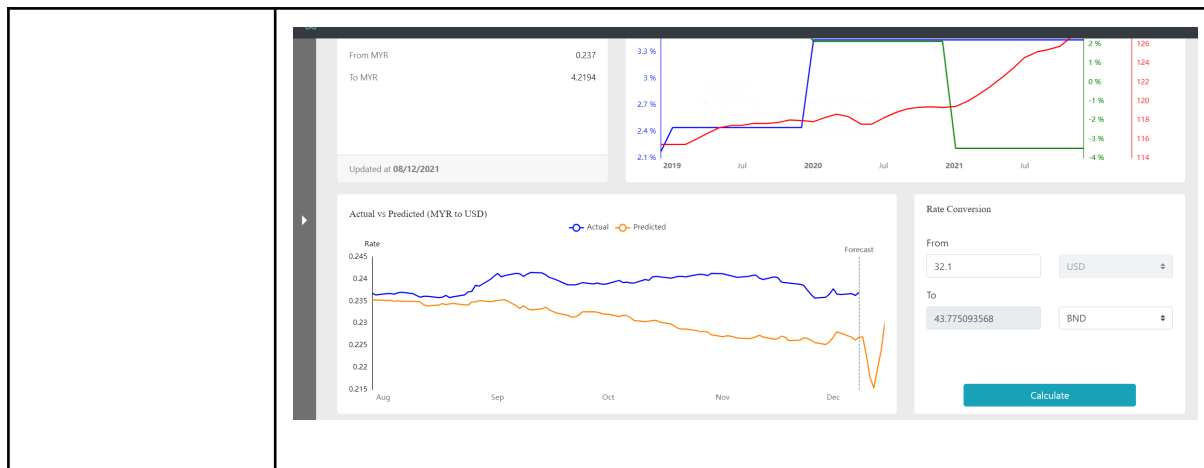 From MYR 0.237
To MYR 4.2194
Updated at 08/12/2021
3.3 %
3 %
2.7 %
2.4 %
2.1 %
2019 Jul 2020 Jul 2021 Jul
2 %
1 %
0 %
-1 %
-2 %
-3 %
-4 %
126
124
122
120
118
116
114
Actual vs Predicted (MYR to USD)
Actual Predicted
Rate
Forecast
0.245
0.24
0.235
0.23
0.225
0.22
0.215
Aug Sep Oct Nov Dec
Rate Conversion
From
32.1 USD
To
43.775093568 BND
Calculate